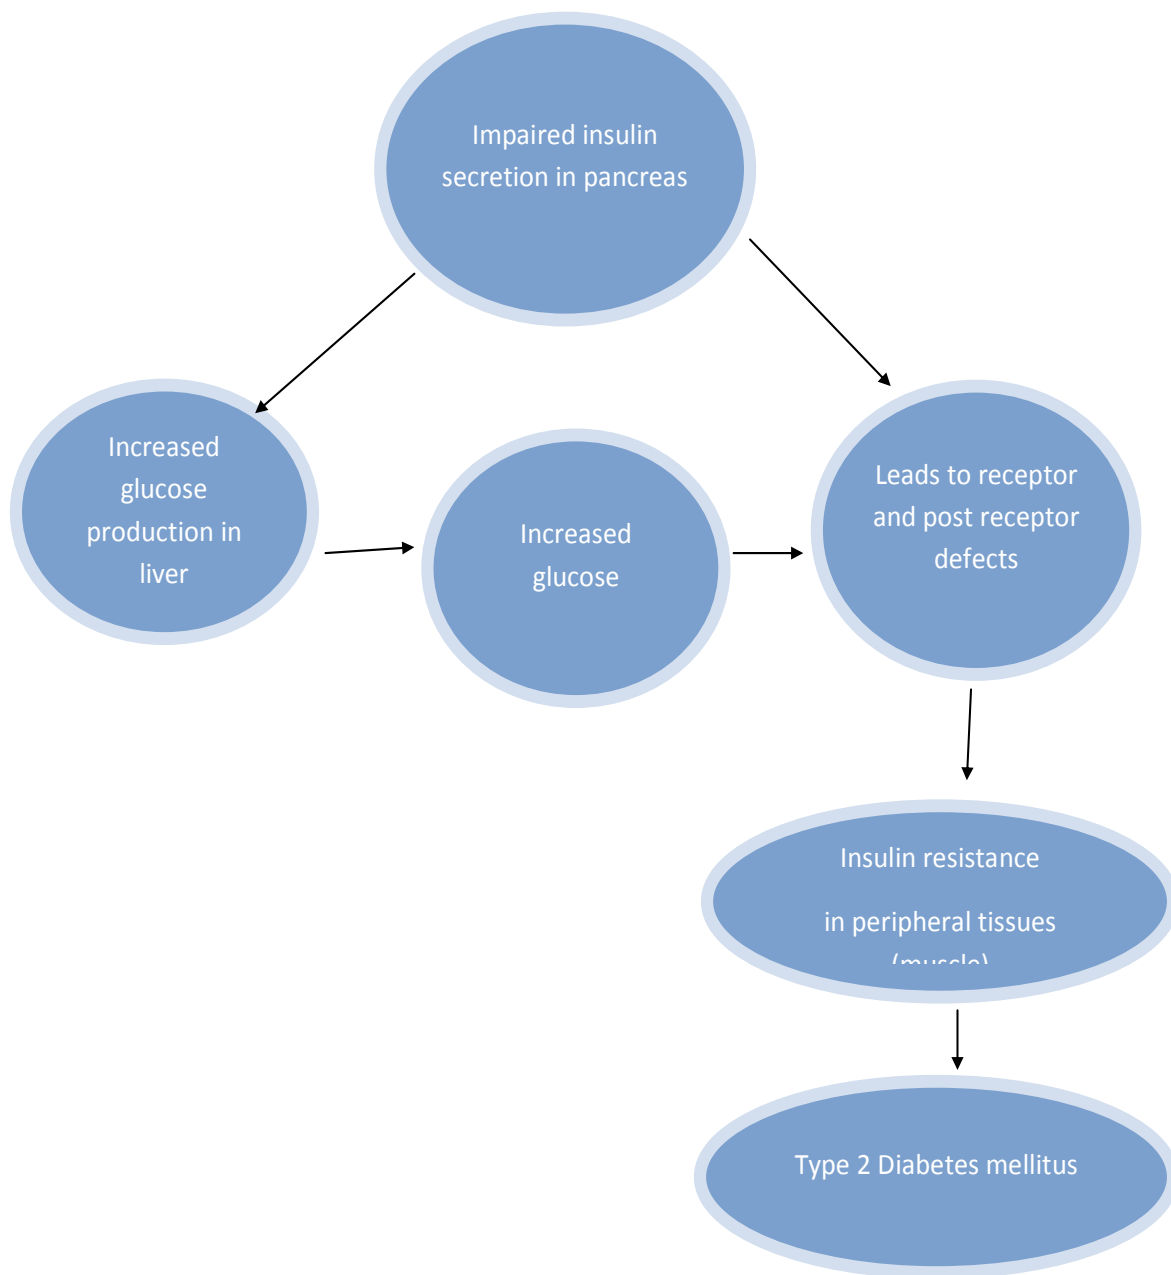 Impaired insulin
secretion in pancreas
Increased
glucose
production in
liver
Increased
glucose
Leads to receptor
and post receptor
defects
Insulin resistance
in peripheral tissues
(muscle)
Type 2 Diabetes mellitus